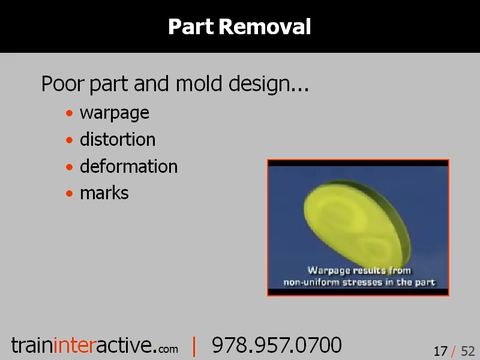 Part Removal
Poor part and mold design...
• warpage
• distortion
• deformation
• marks
Warpage results from
non-uniform stresses in the part
traininteractive.com | 978.957.0700
17 / 52